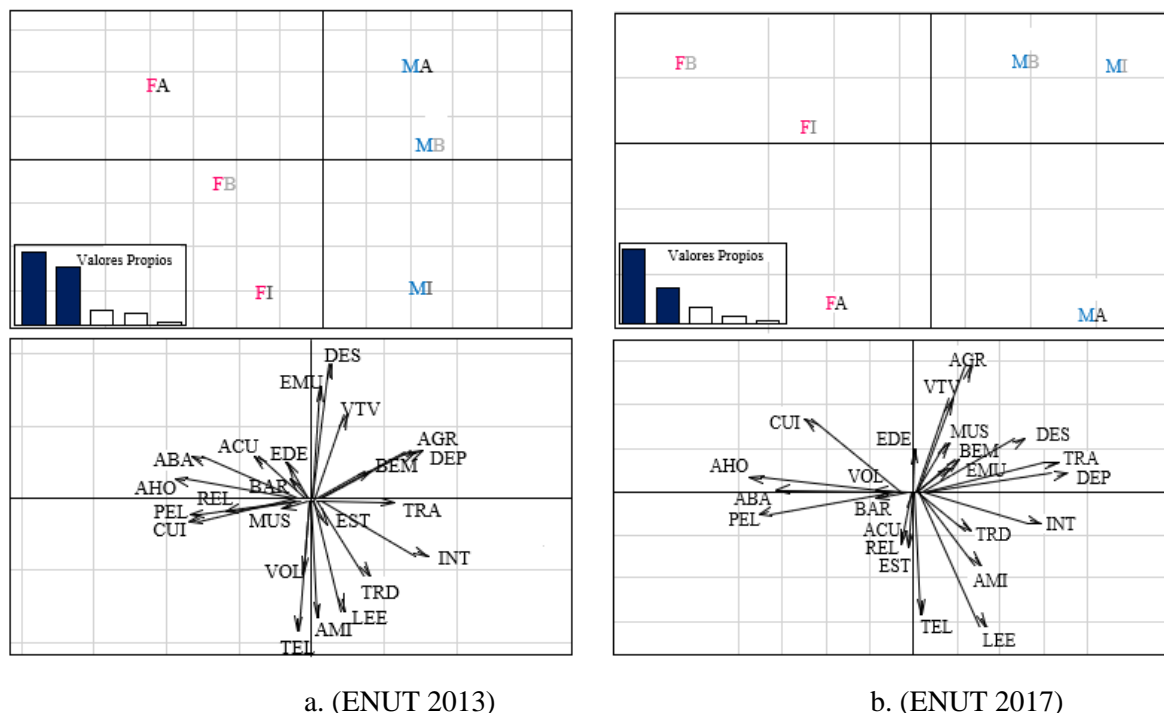 FA
MA
MB
FB
FI
MI
Valores Propios
FB
MB
MI
FI
FA
MA
Valores Propios
DES
EMU
VTV
ACU
EDE
AGR
ABA
BEM
DEP
AHO
BAR
REL
PEL
MUS
EST
TRA
CUI
VOL
INT
TRD
LEE
AMI
TEL
AGR
VTV
CUI
EDE
MUS
DES
BEM
TRA
AHO
VOL
EMU
DEP
ABA
BAR
PEL
ACU
TRD
INT
REL
EST
AMI
TEL
LEE
a. (ENUT 2013)
b. (ENUT 2017)